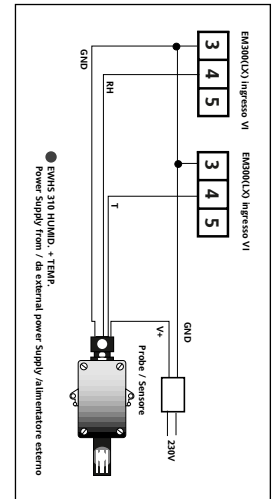 EM300(LX) ingresso VI
3
4
5
EM300(LX) ingresso VI
3
4
5
GND
RH
T
GND
V+
230V
Probe / Sensore
EWHS 310 HUMID. + TEMP.
Power Supply from / da external power Supply /alimentatore esterno